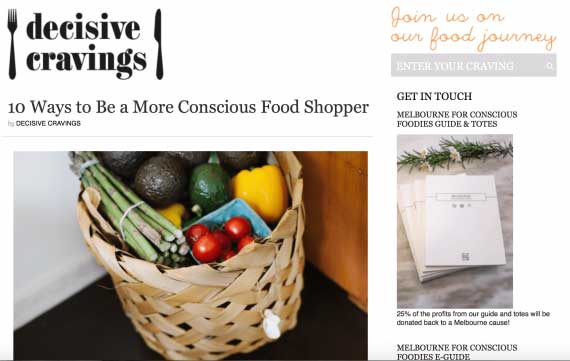 decisive
cravings
Join us on
our food journey
ENTER YOUR CRAVING
10 Ways to Be a More Conscious Food Shopper
by DECISIVE CRAVINGS
GET IN TOUCH
MELBOURNE FOR CONSCIOUS
FOODIES GUIDE & TOTES
25% of the profits from our guide and totes will be
donated back to a Melbourne cause!
MELBOURNE FOR CONSCIOUS
FOODIES E-GUIDE